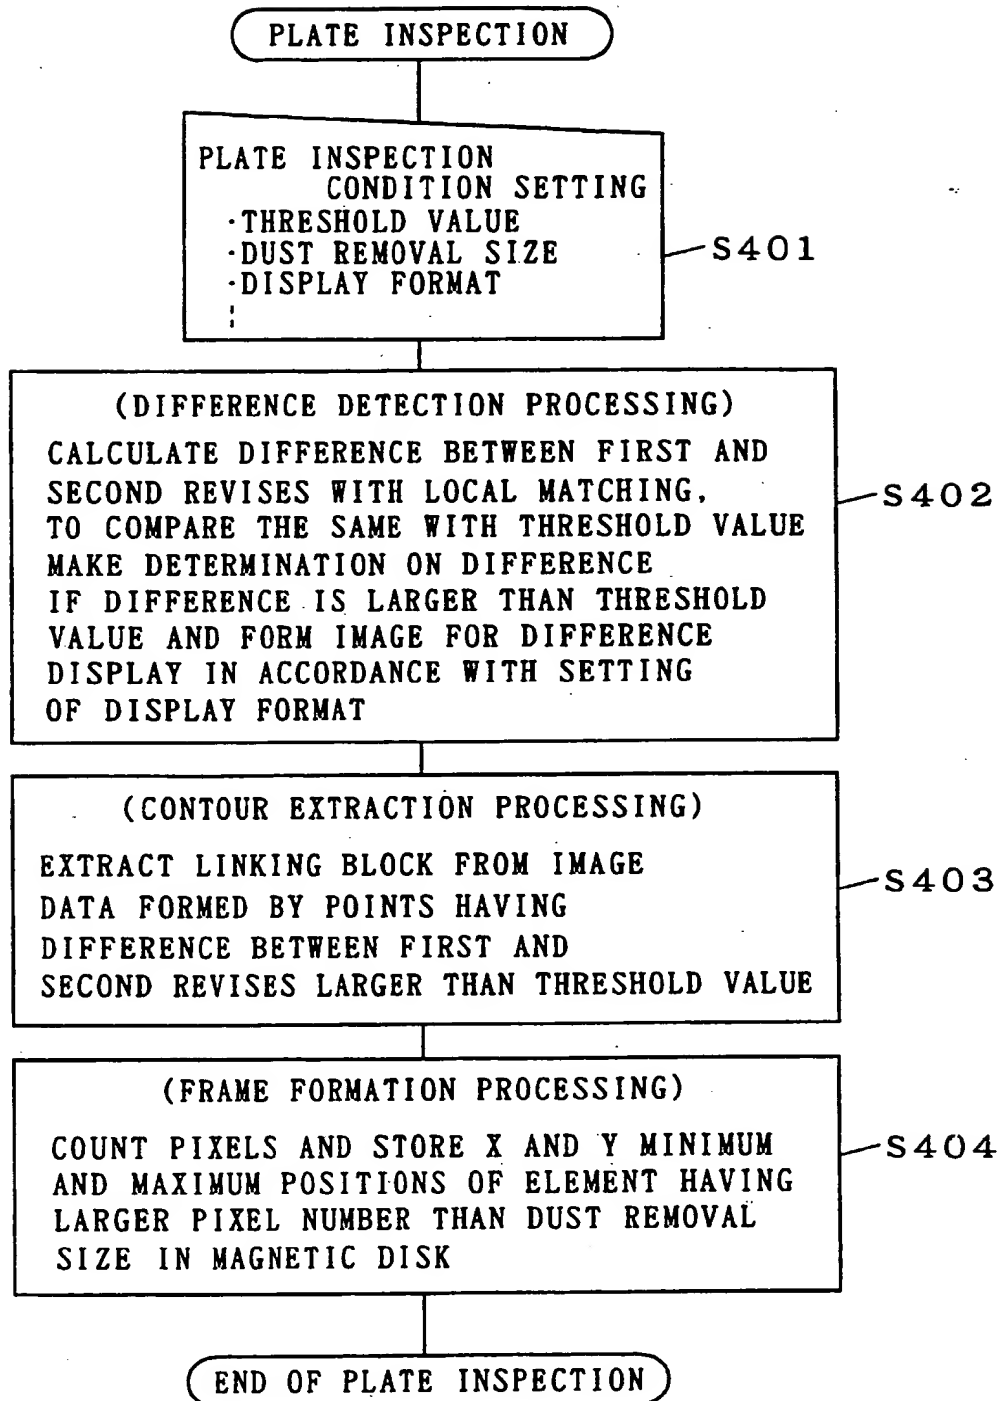 PLATE INSPECTION
PLATE INSPECTION
CONDITION SETTING
·THRESHOLD VALUE
·DUST REMOVAL SIZE
·DISPLAY FORMAT
S401
(DIFFERENCE DETECTION PROCESSING)
CALCULATE DIFFERENCE BETWEEN FIRST AND
SECOND REVISES WITH LOCAL MATCHING,
TO COMPARE THE SAME WITH THRESHOLD VALUE
MAKE DETERMINATION ON DIFFERENCE
IF DIFFERENCE IS LARGER THAN THRESHOLD
VALUE AND FORM IMAGE FOR DIFFERENCE
DISPLAY IN ACCORDANCE WITH SETTING
OF DISPLAY FORMAT
S402
(CONTOUR EXTRACTION PROCESSING)
EXTRACT LINKING BLOCK FROM IMAGE
DATA FORMED BY POINTS HAVING
DIFFERENCE BETWEEN FIRST AND
SECOND REVISES LARGER THAN THRESHOLD VALUE
S403
(FRAME FORMATION PROCESSING)
COUNT PIXELS AND STORE X AND Y MINIMUM
AND MAXIMUM POSITIONS OF ELEMENT HAVING
LARGER PIXEL NUMBER THAN DUST REMOVAL
SIZE IN MAGNETIC DISK
S404
END OF PLATE INSPECTION